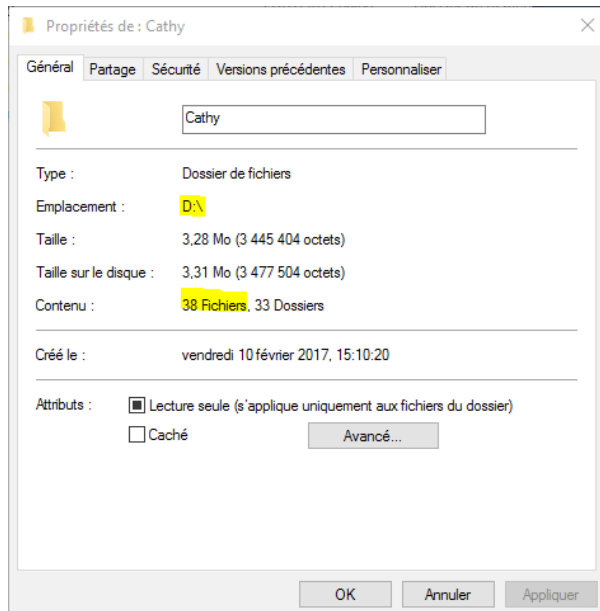 Propriétés de : Cathy
Général Partage Sécurité Versions précédentes Personnaliser
Cathy
Type : Dossier de fichiers
Emplacement : D:\
Taille : 3,28 Mo (3 445 404 octets)
Taille sur le disque : 3,31 Mo (3 477 504 octets)
Contenu : 38 Fichiers, 33 Dossiers
Créé le : vendredi 10 février 2017, 15:10:20
Attributs : Lecture seule (s'applique uniquement aux fichiers du dossier)
Caché Avancé...
OK Annuler Appliquer